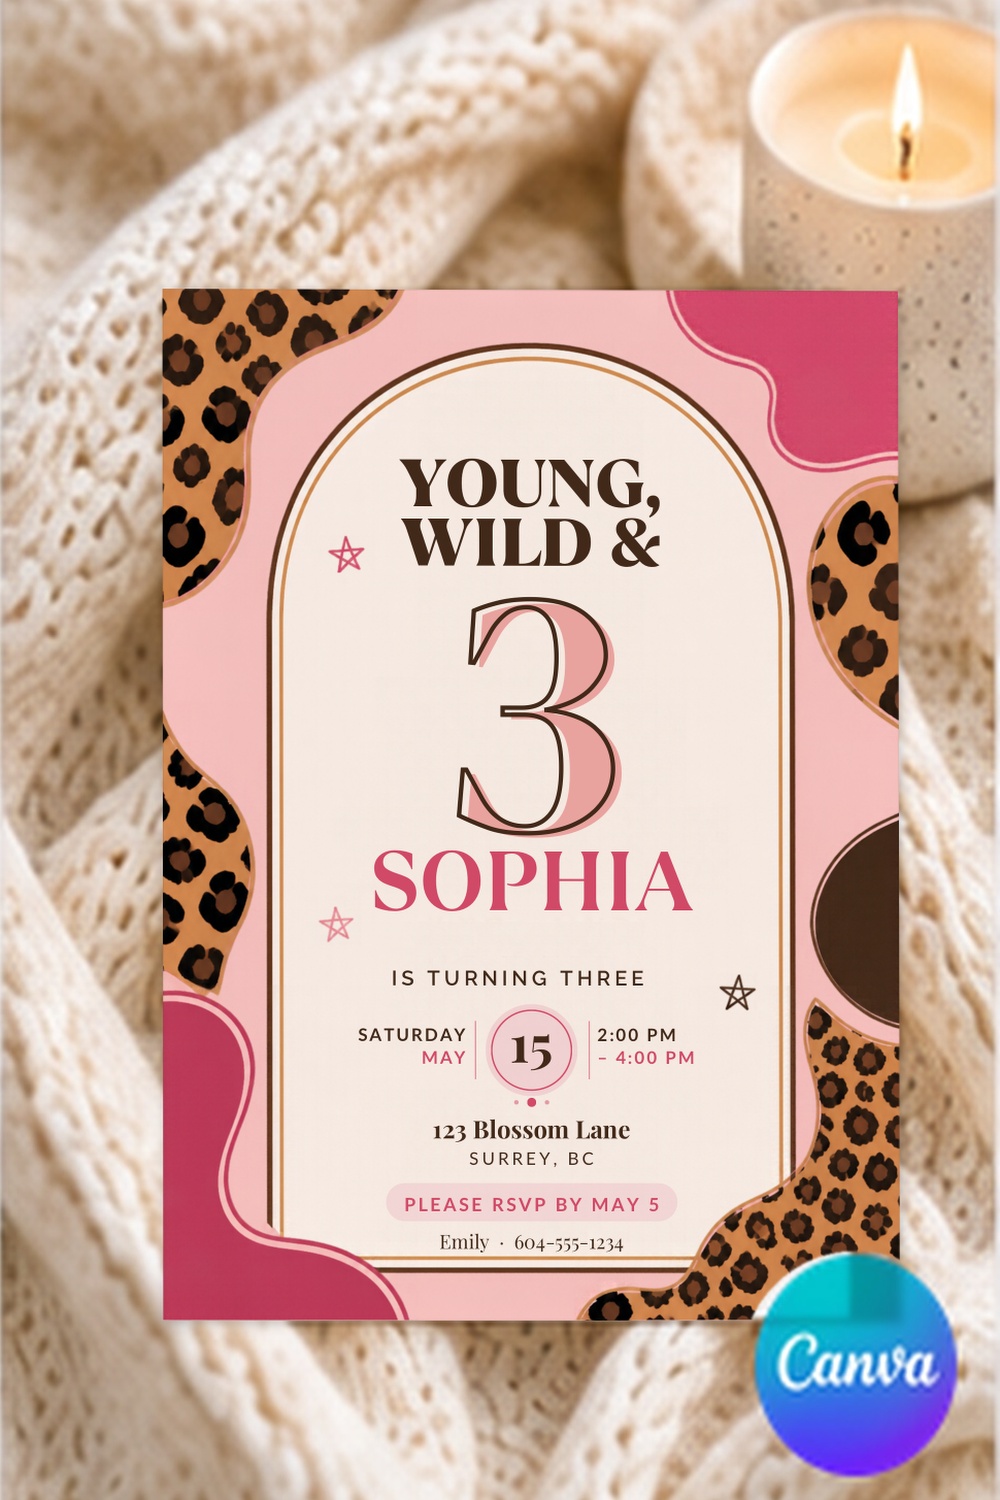 YOUNG,
WILD &
3
SOPHIA
IS TURNING THREE
SATURDAY
MAY
15
2:00 PM
– 4:00 PM
123 Blossom Lane
SURREY, BC
PLEASE RSVP BY MAY 5
Emily · 604-555-1234
Canva